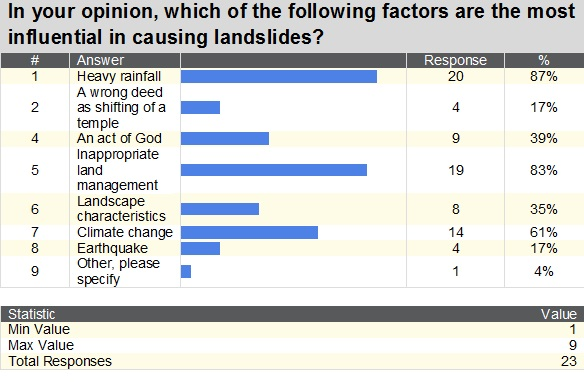 In your opinion, which of the following factors are the most
influential in causing landslides?
# Answer Response %
1 Heavy rainfall 20 87%
2 A wrong deed
as shifting of a
temple 4 17%
4 An act of God 9 39%
5 Inappropriate
land
management 19 83%
6 Landscape
characteristics 8 35%
7 Climate change 14 61%
8 Earthquake 4 17%
9 Other, please
specify 1 4%
Statistic Value
Min Value 1
Max Value 9
Total Responses 23